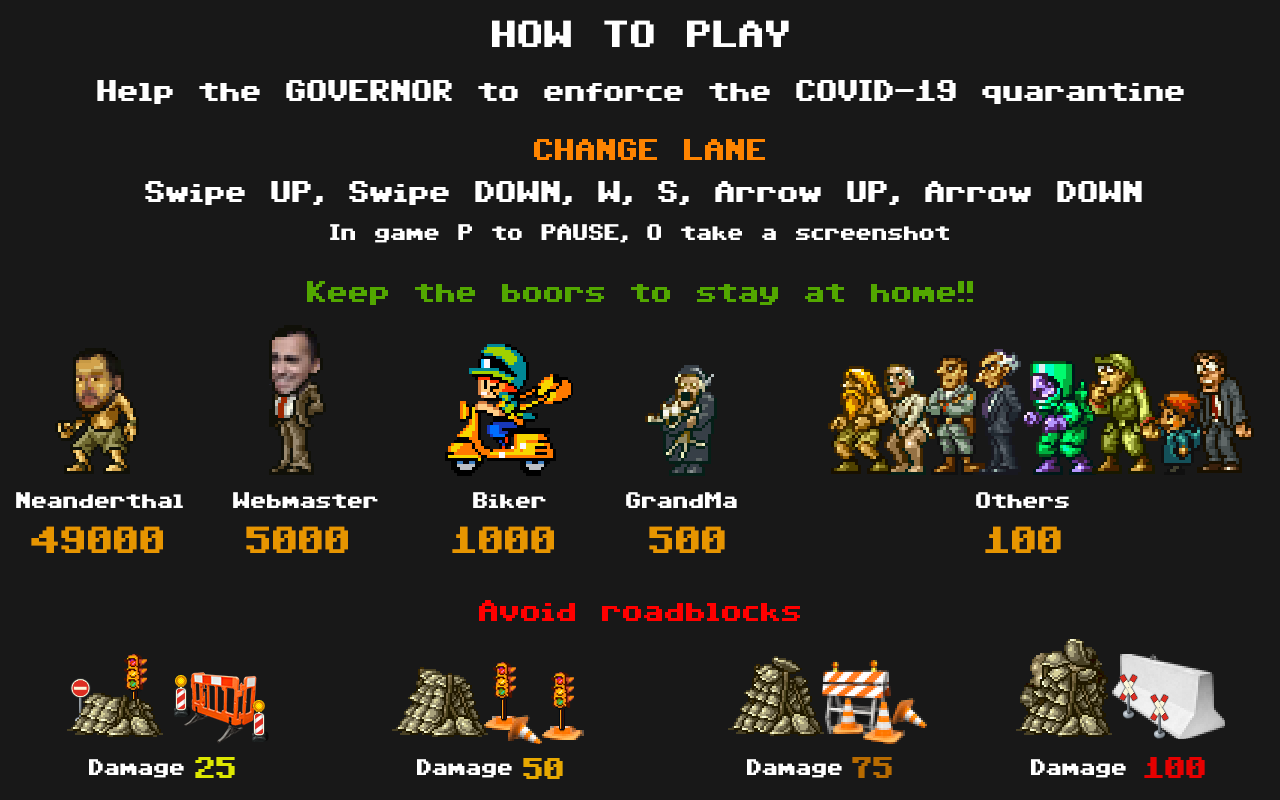 HOW TO PLAY
Help the GOVERNOR to enforce the COVID-19 quarantine
CHANGE LANE
Swipe UP, Swipe DOWN, W, S, Arrow UP, Arrow DOWN
In game P to PAUSE, O take a screenshot
Keep the boors to stay at home!!
Neanderthal Webmaster Biker GrandMa Others
49000 5000 1000 500 100
Avoid roadblocks
Damage 25 Damage 50 Damage 75 Damage 100